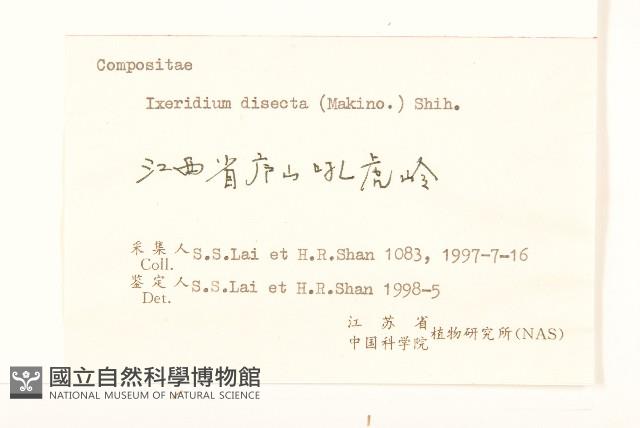 Compositae
Ixeridium disecta (Makino.) Shih.
江西省庐山吼虎岭
采集人 S.S.Lai et H.R.Shan 1083, 1997-7-16
Coll.
鉴定人 S.S.Lai et H.R.Shan 1998-5
Det.
江苏省
中国科学院 植物研究所(NAS)
國立自然科學博物館
NATIONAL MUSEUM OF NATURAL SCIENCE